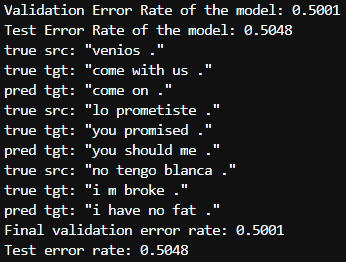 Validation Error Rate of the model: 0.5001
Test Error Rate of the model: 0.5048
true src: "venios ."
true tgt: "come with us ."
pred tgt: "come on ."
true src: "lo prometiste ."
true tgt: "you promised ."
pred tgt: "you should me ."
true src: "no tengo blanca ."
true tgt: "i m broke ."
pred tgt: "i have no fat ."
Final validation error rate: 0.5001
Test error rate: 0.5048